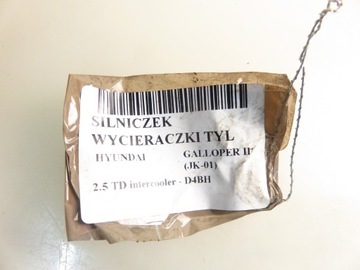 SILNICZEK
WYCIERACZKI TYL
HYUNDAI GALLOPER II
(JK-01)
2.5 TD intercooler - D4BH